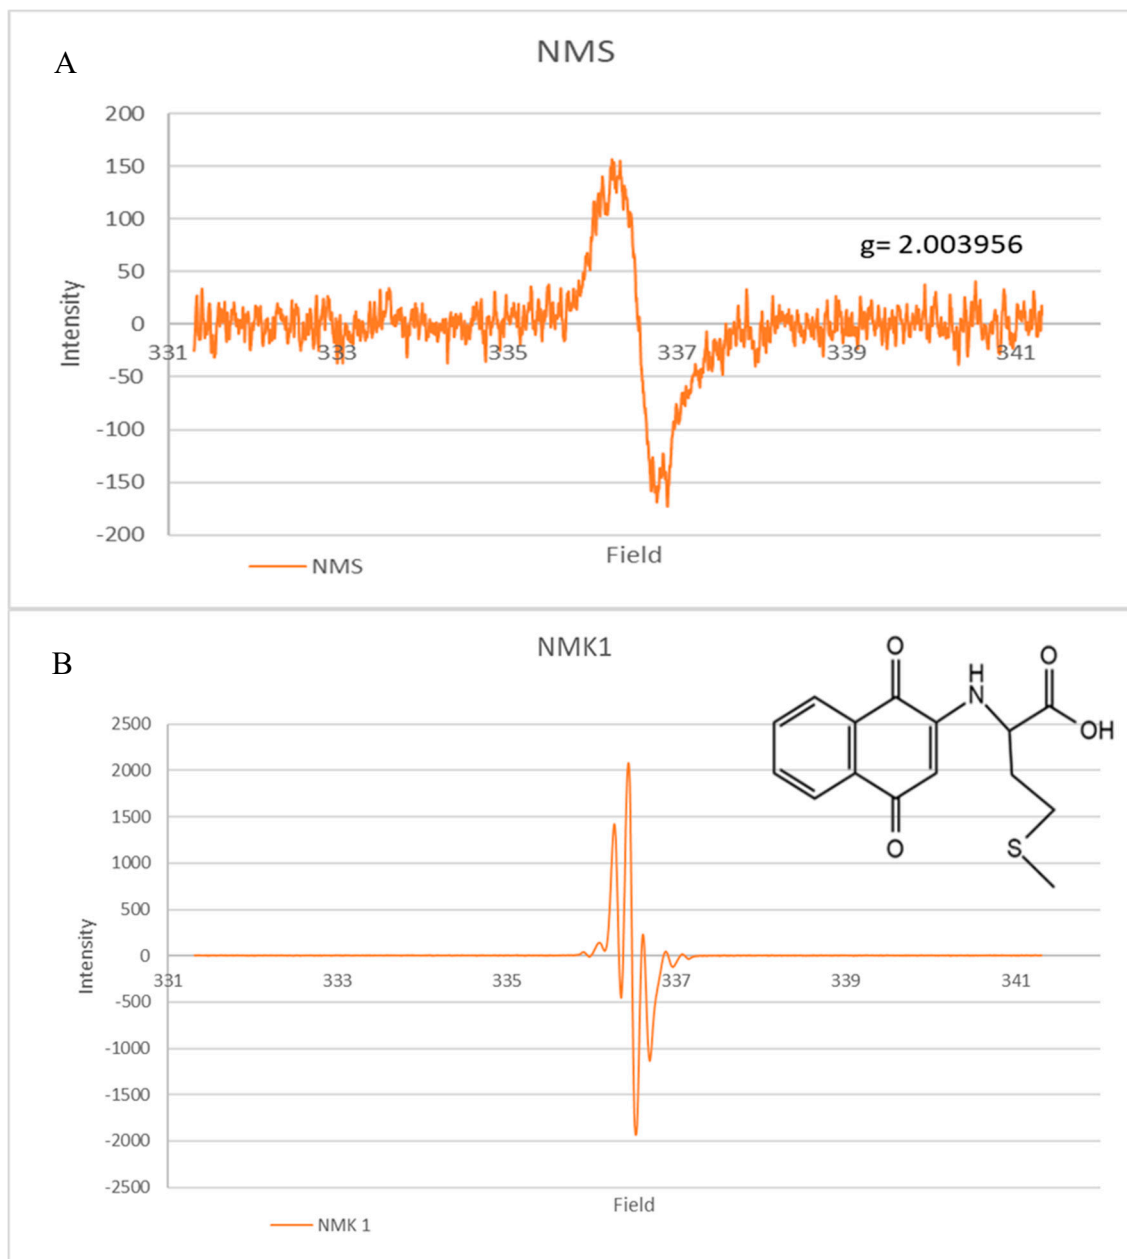 A
NMS
200
150
100
50
0
-50
-100
-150
-200
331
333
335
337
339
341
Intensity
g= 2.003956
Field
NMS
B
NMK1
2500
2000
1500
1000
500
0
-500
-1000
-1500
-2000
-2500
331
333
335
337
339
341
Intensity
Field
NMK 1
O
H
N
O
OH
O
S